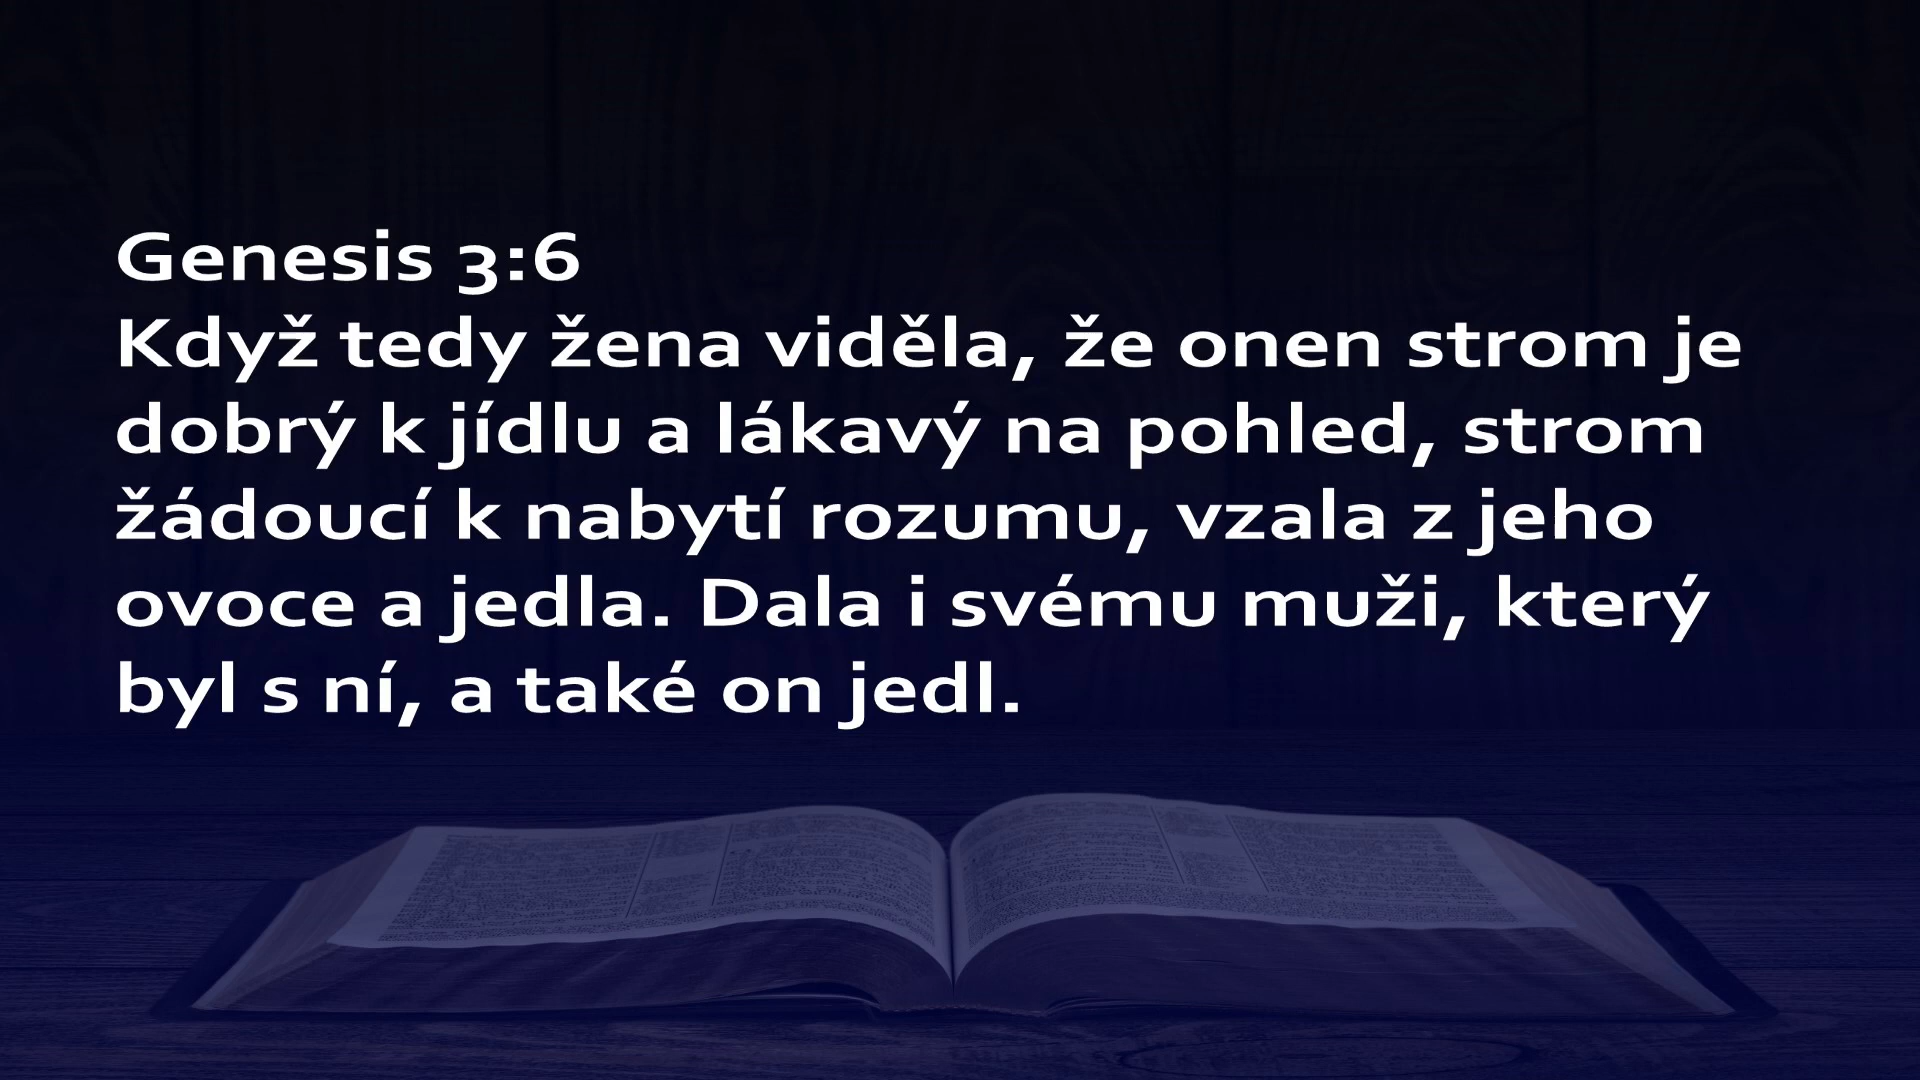 Genesis 3:6
Když tedy žena viděla, že onen strom je
dobrý k jídlu a lákavý na pohled, strom
žádoucí k nabytí rozumu, vzala z jeho
ovoce a jedla. Dala i svému muži, který
byl s ní, a také on jedl.